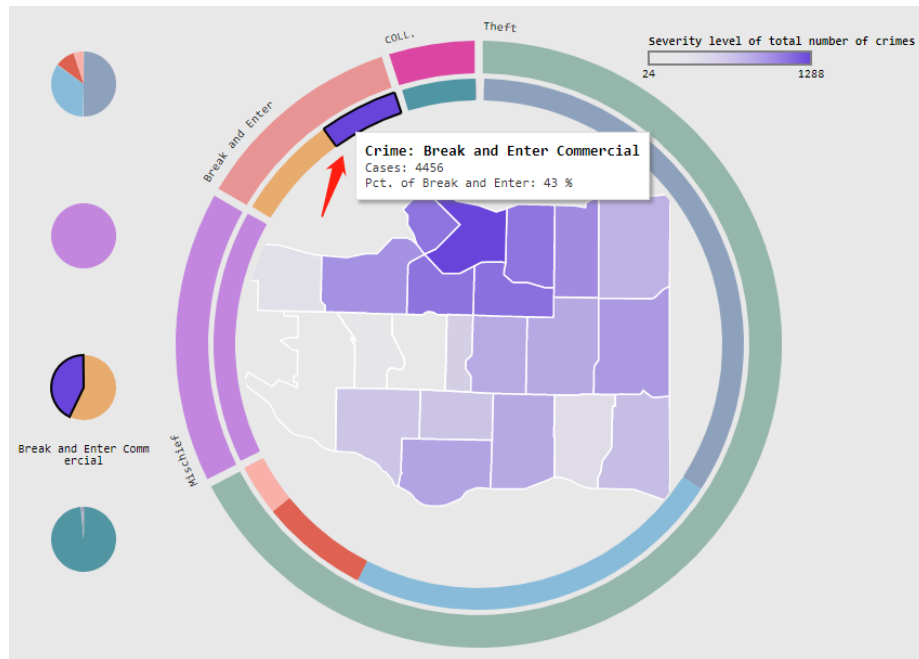 Theft
COLL.
Severity level of total number of crimes
24 1288
Break and Enter
Crime: Break and Enter Commercial
Cases: 4456
Pct. of Break and Enter: 43 %
Break and Enter Comm
ercial
Mischief